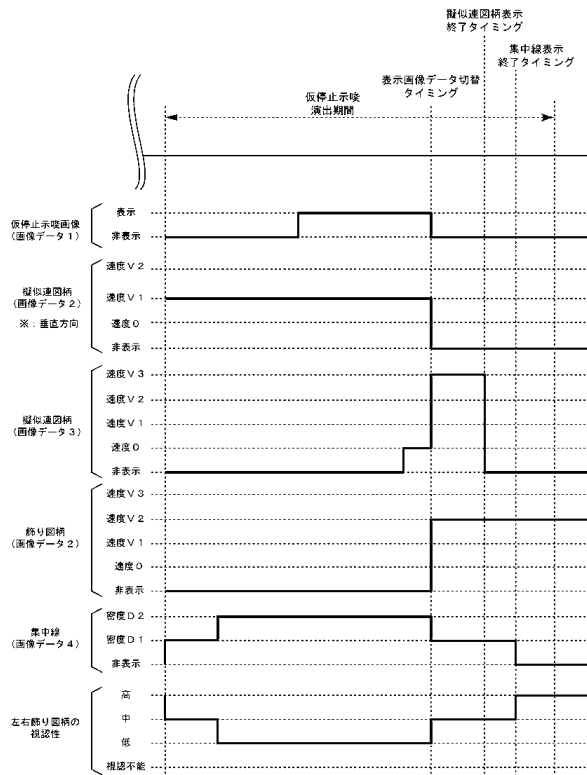 擬似連図柄表示
終了タイミング
集中線表示
終了タイミング
表示画像データ切替
タイミング
仮停止示唆
演出期間
仮停止示唆画像
(画像データ1)
表示
非表示
擬似連図柄
(画像データ2)
※:垂直方向
速度V2
速度V1
速度0
非表示
擬似連図柄
(画像データ3)
速度V3
速度V2
速度V1
速度0
非表示
飾り図柄
(画像データ2)
速度V3
速度V2
速度V1
速度0
非表示
集中線
(画像データ4)
密度D2
密度D1
非表示
左右飾り図柄の
視認性
高
中
低
視認不能